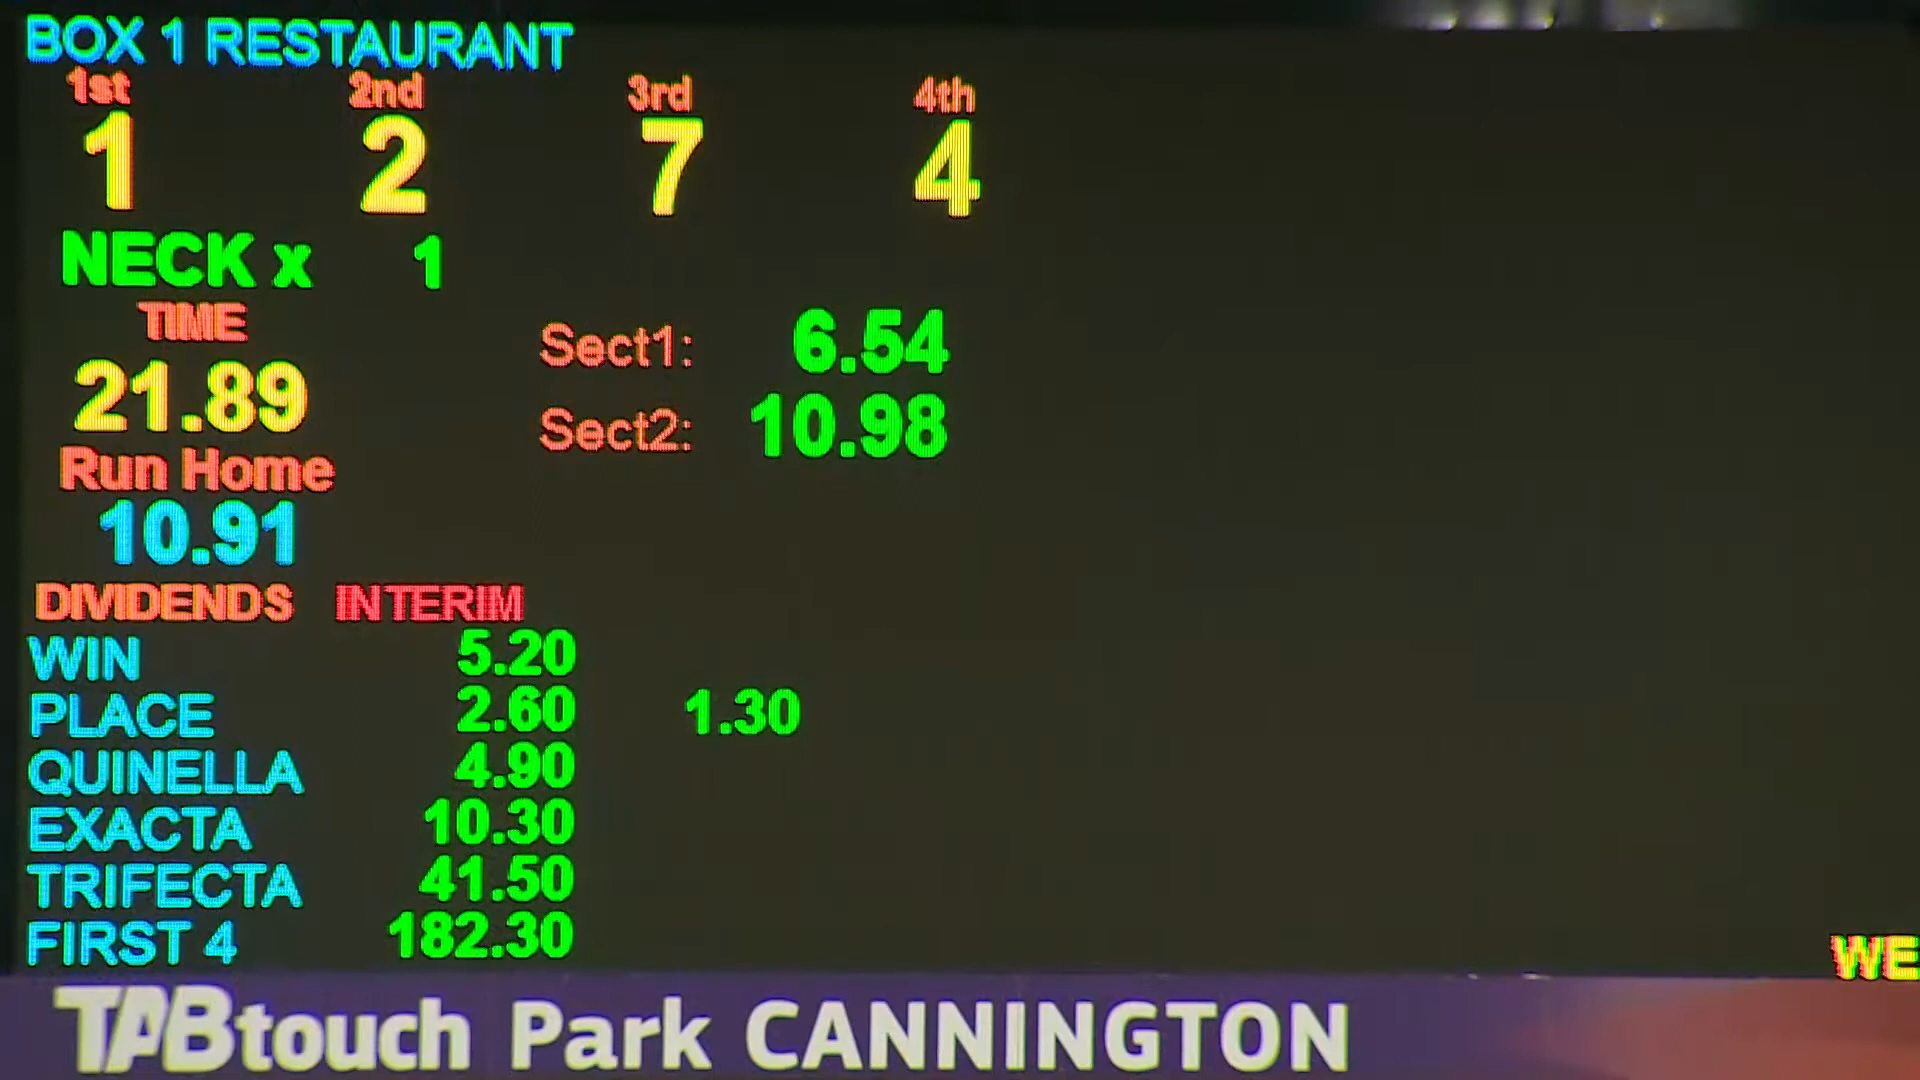 BOX 1 RESTAURANT
1st 2nd 3rd 4th
1 2 7 4
NECK x 1
TIME
21.89
Sect1: 6.54
Sect2: 10.98
Run Home
10.91
DIVIDENDS INTERIM
WIN 5.20
PLACE 2.60 1.30
QUINELLA 4.90
EXACTA 10.30
TRIFECTA 41.50
FIRST 4 182.30
WE
TABtouch Park CANNINGTON